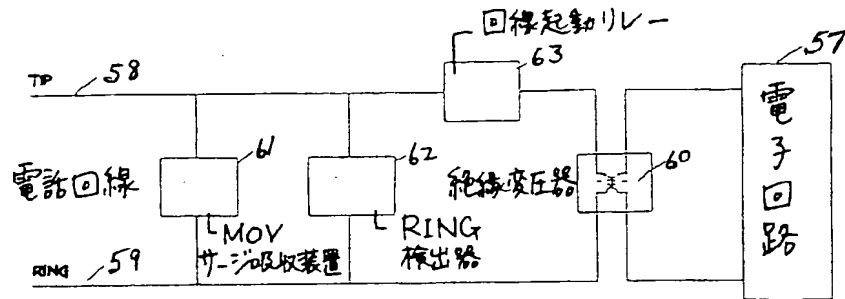 回線起動リレー
63
57
TIP
58
電子回路
61
62
60
電話回線
絶縁変圧器
MOV
サージ吸収装置
RING
検出器
RING
59